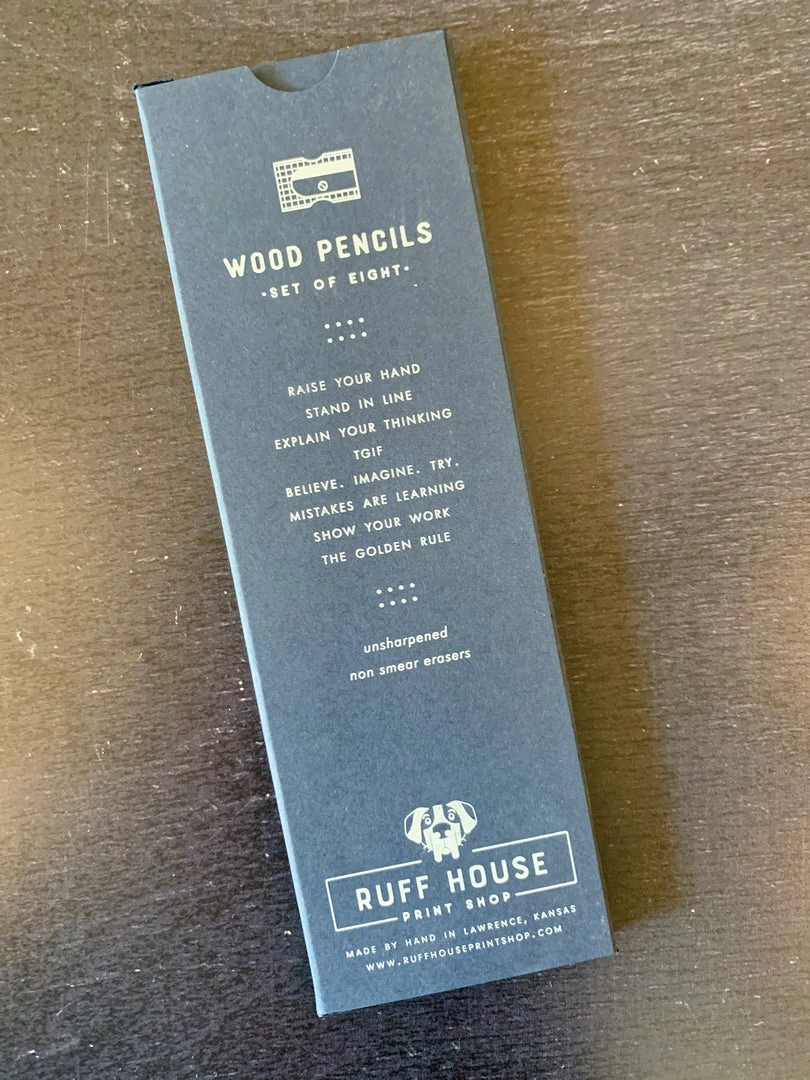 WOOD PENCILS
•SET OF EIGHT•
RAISE YOUR HAND
STAND IN LINE
EXPLAIN YOUR THINKING
TGIF
BELIEVE. IMAGINE. TRY.
MISTAKES ARE LEARNING
SHOW YOUR WORK
THE GOLDEN RULE
unsharpened
non smear erasers
RUFF HOUSE
PRINT SHOP
MADE BY HAND IN LAWRENCE, KANSAS
WWW.RUFFHOUSEPRINTSHOP.COM